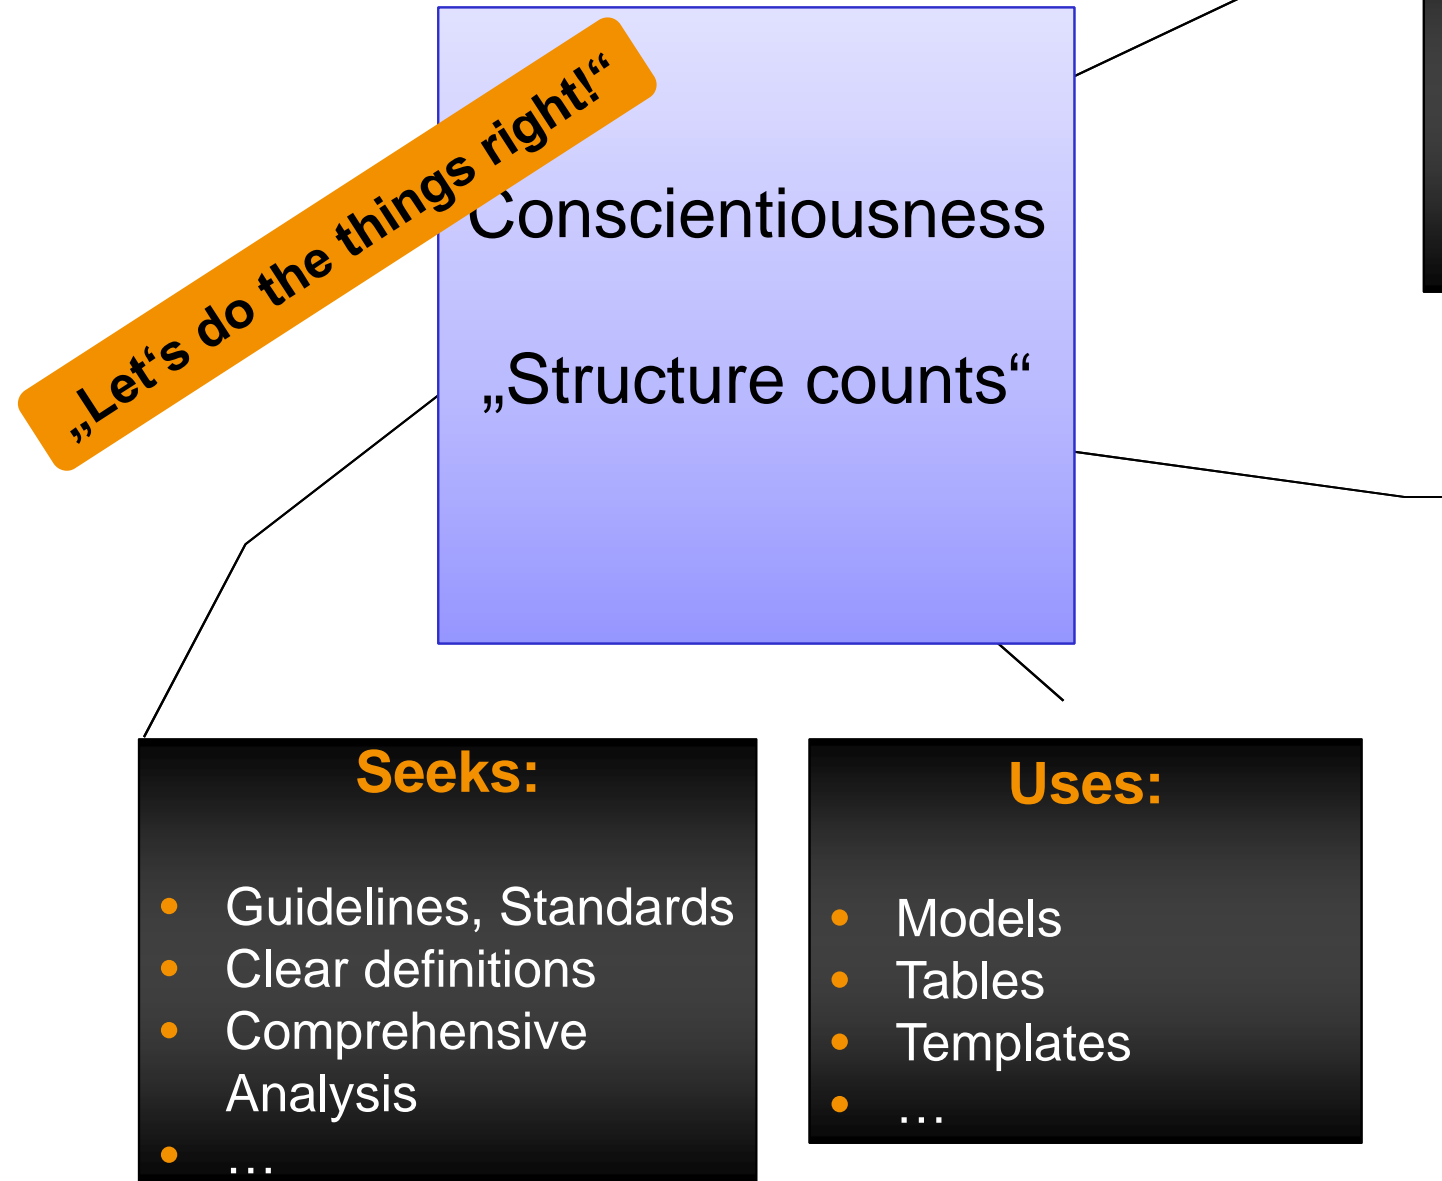 „Let‘s do the things right!“
Conscientiousness
„Structure counts“
Seeks:
• Guidelines, Standards
• Clear definitions
• Comprehensive
Analysis
• …
Uses:
• Models
• Tables
• Templates
• …